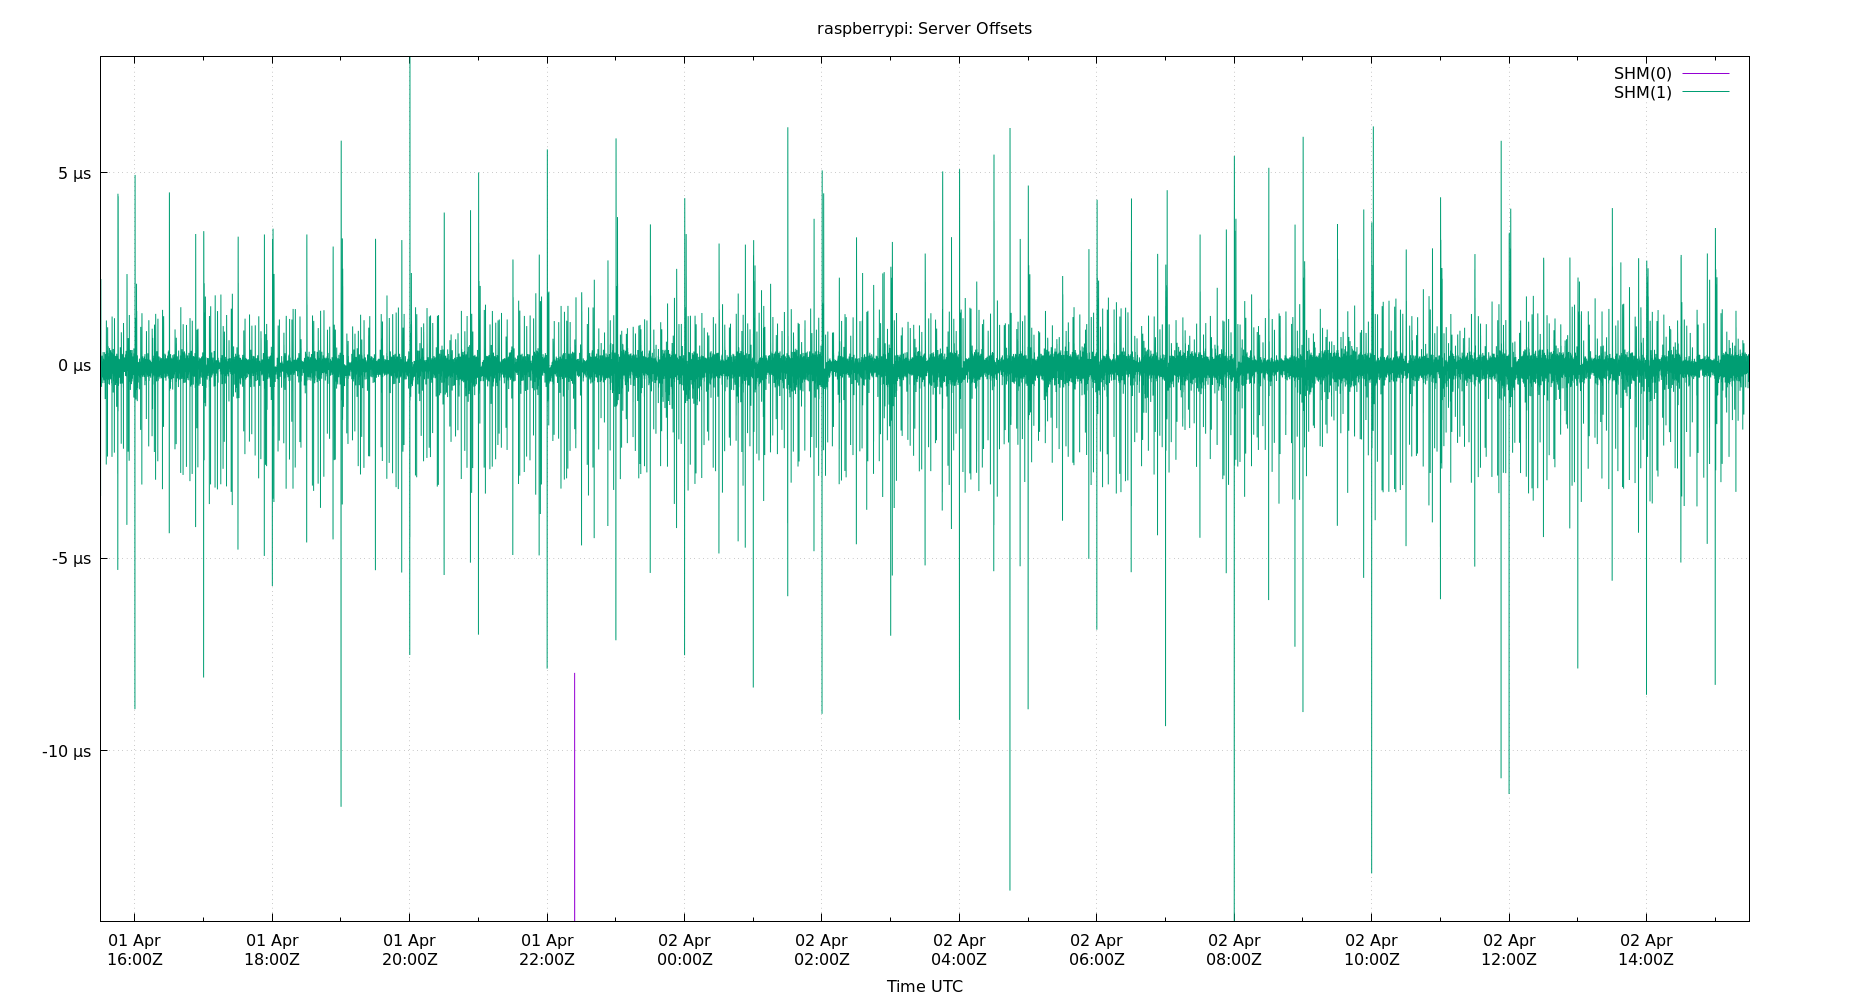 raspberrypi: Server Offsets
SHM(0)
SHM(1)
5 µs
0 µs
-5 µs
-10 µs
01 Apr 01 Apr 01 Apr 01 Apr 02 Apr 02 Apr 02 Apr 02 Apr 02 Apr 02 Apr 02 Apr 02 Apr
16:00Z 18:00Z 20:00Z 22:00Z 00:00Z 02:00Z 04:00Z 06:00Z 08:00Z 10:00Z 12:00Z 14:00Z
Time UTC